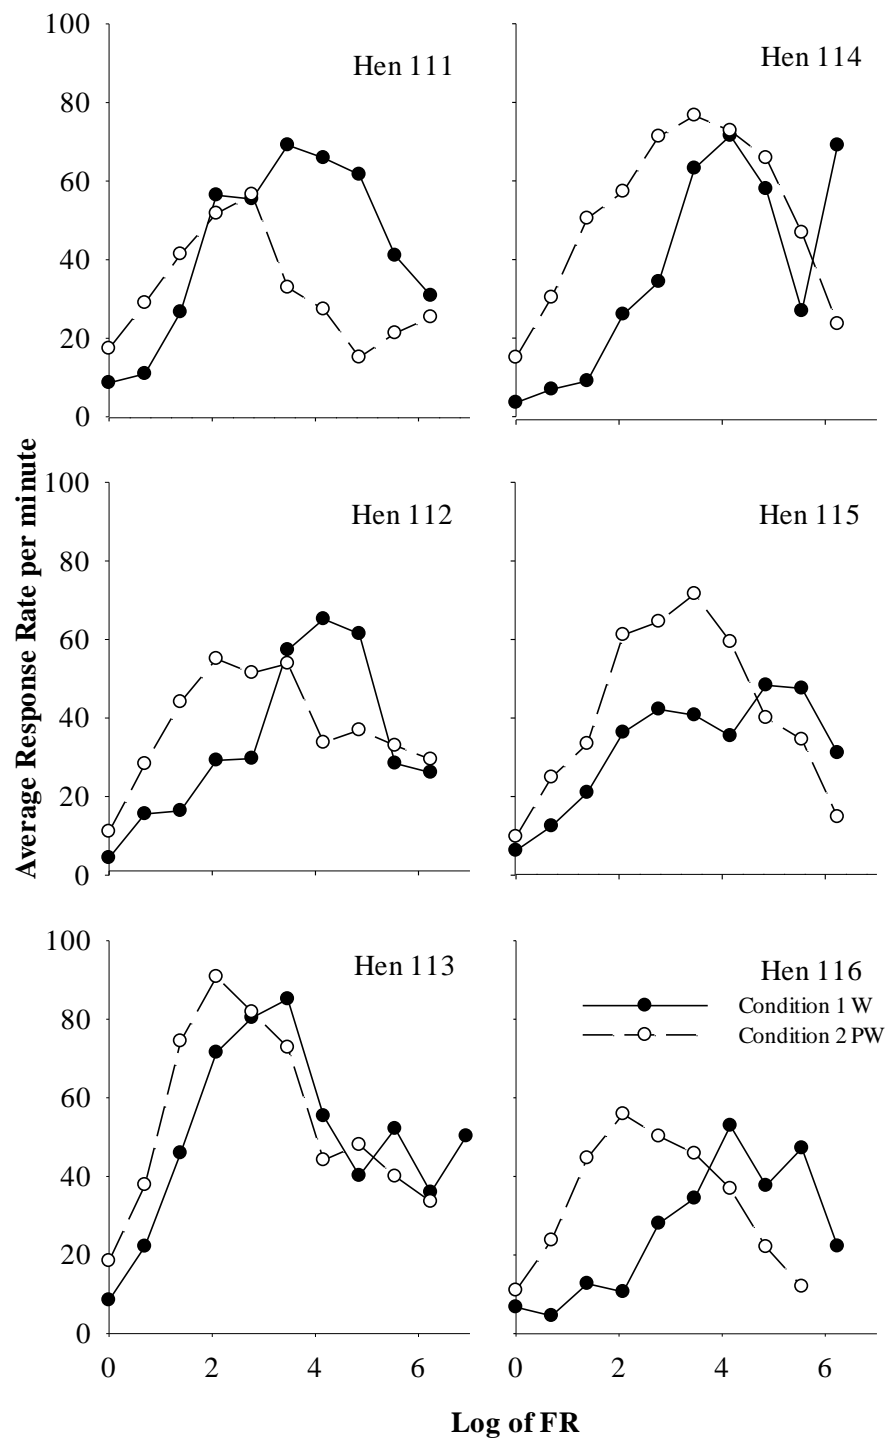 100
80
60
40
20
0
Hen 111
Hen 114
100
80
60
40
20
0
Hen 112
Hen 115
100
80
60
40
20
0
Hen 113
Hen 116
Condition 1 W
Condition 2 PW
0 2 4 6
0 2 4 6
Average Response Rate per minute
Log of FR